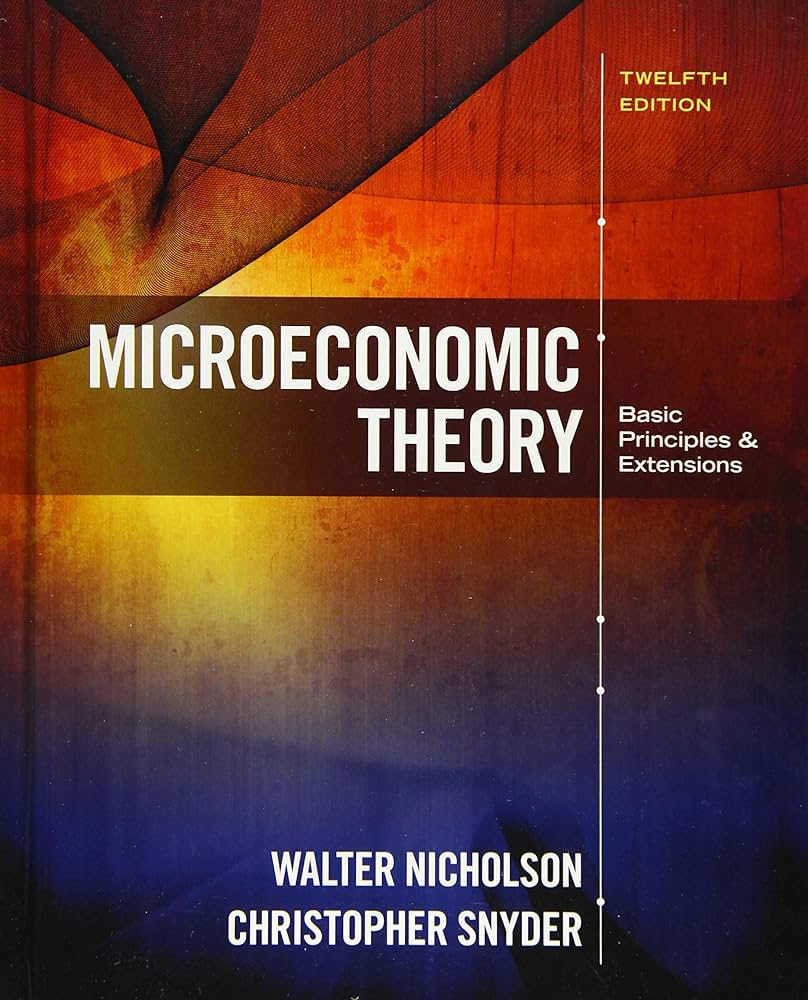 TWELFTH
EDITION
MICROECONOMIC
THEORY
Basic
Principles &
Extensions
WALTER NICHOLSON
CHRISTOPHER SNYDER